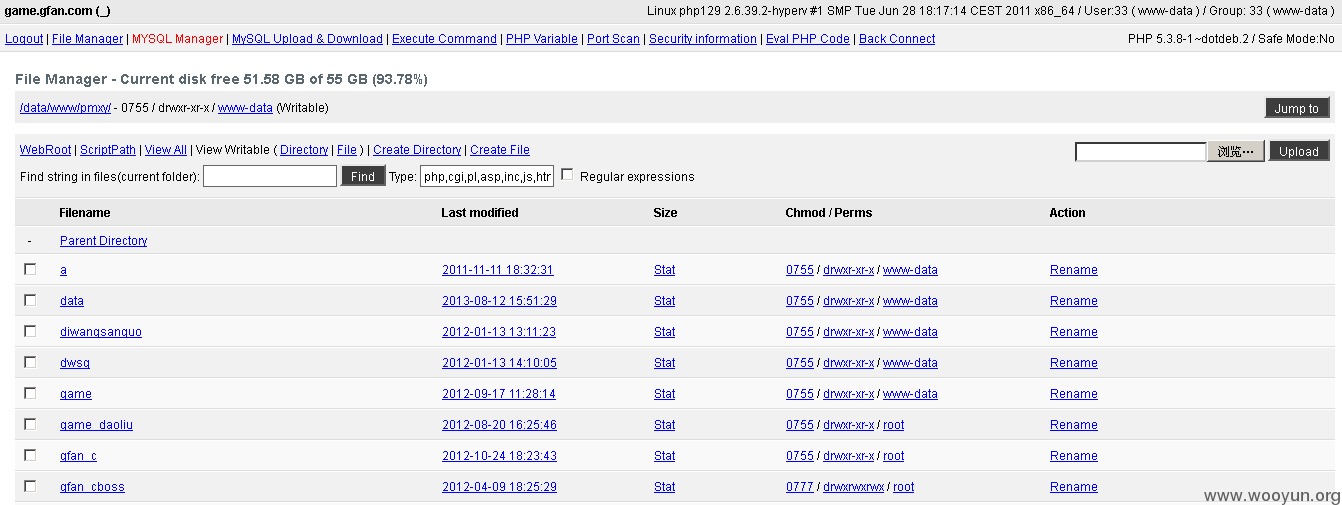 game.gfan.com (_) Linux php129 2.6.39.2-hyperv #1 SMP Tue Jun 28 18:17:14 CEST 2011 x86_64 / User:33 ( www-data ) / Group: 33 ( www-data )
Logout | File Manager | MYSQL Manager | MySQL Upload & Download | Execute Command | PHP Variable | Port Scan | Security information | Eval PHP Code | Back Connect PHP 5.3.8-1~dotdeb.2 / Safe Mode:No
File Manager - Current disk free 51.58 GB of 55 GB (93.78%)
/data/www/pmxy/ - 0755 / drwxr-xr-x / www-data (Writable) Jump to
WebRoot | ScriptPath | View All | View Writable ( Directory | File ) | Create Directory | Create File 浏览… Upload
Find string in files(current folder): Find Type: php,cgi,pl,asp,inc,js,htm Regular expressions
Filename Last modified Size Chmod / Perms Action
- Parent Directory
a 2011-11-11 18:32:31 Stat 0755 / drwxr-xr-x / www-data Rename
data 2013-08-12 15:51:29 Stat 0755 / drwxr-xr-x / www-data Rename
diwangsanguo 2012-01-13 13:11:23 Stat 0755 / drwxr-xr-x / www-data Rename
dwsg 2012-01-13 14:10:05 Stat 0755 / drwxr-xr-x / www-data Rename
game 2012-09-17 11:28:14 Stat 0755 / drwxr-xr-x / www-data Rename
game_daoliu 2012-08-20 16:25:46 Stat 0755 / drwxr-xr-x / root Rename
gfan_c 2012-10-24 18:23:43 Stat 0755 / drwxr-xr-x / root Rename
gfan_cboss 2012-04-09 18:25:29 Stat 0777 / drwxrwxrwx / root Rename
www.wooyun.org